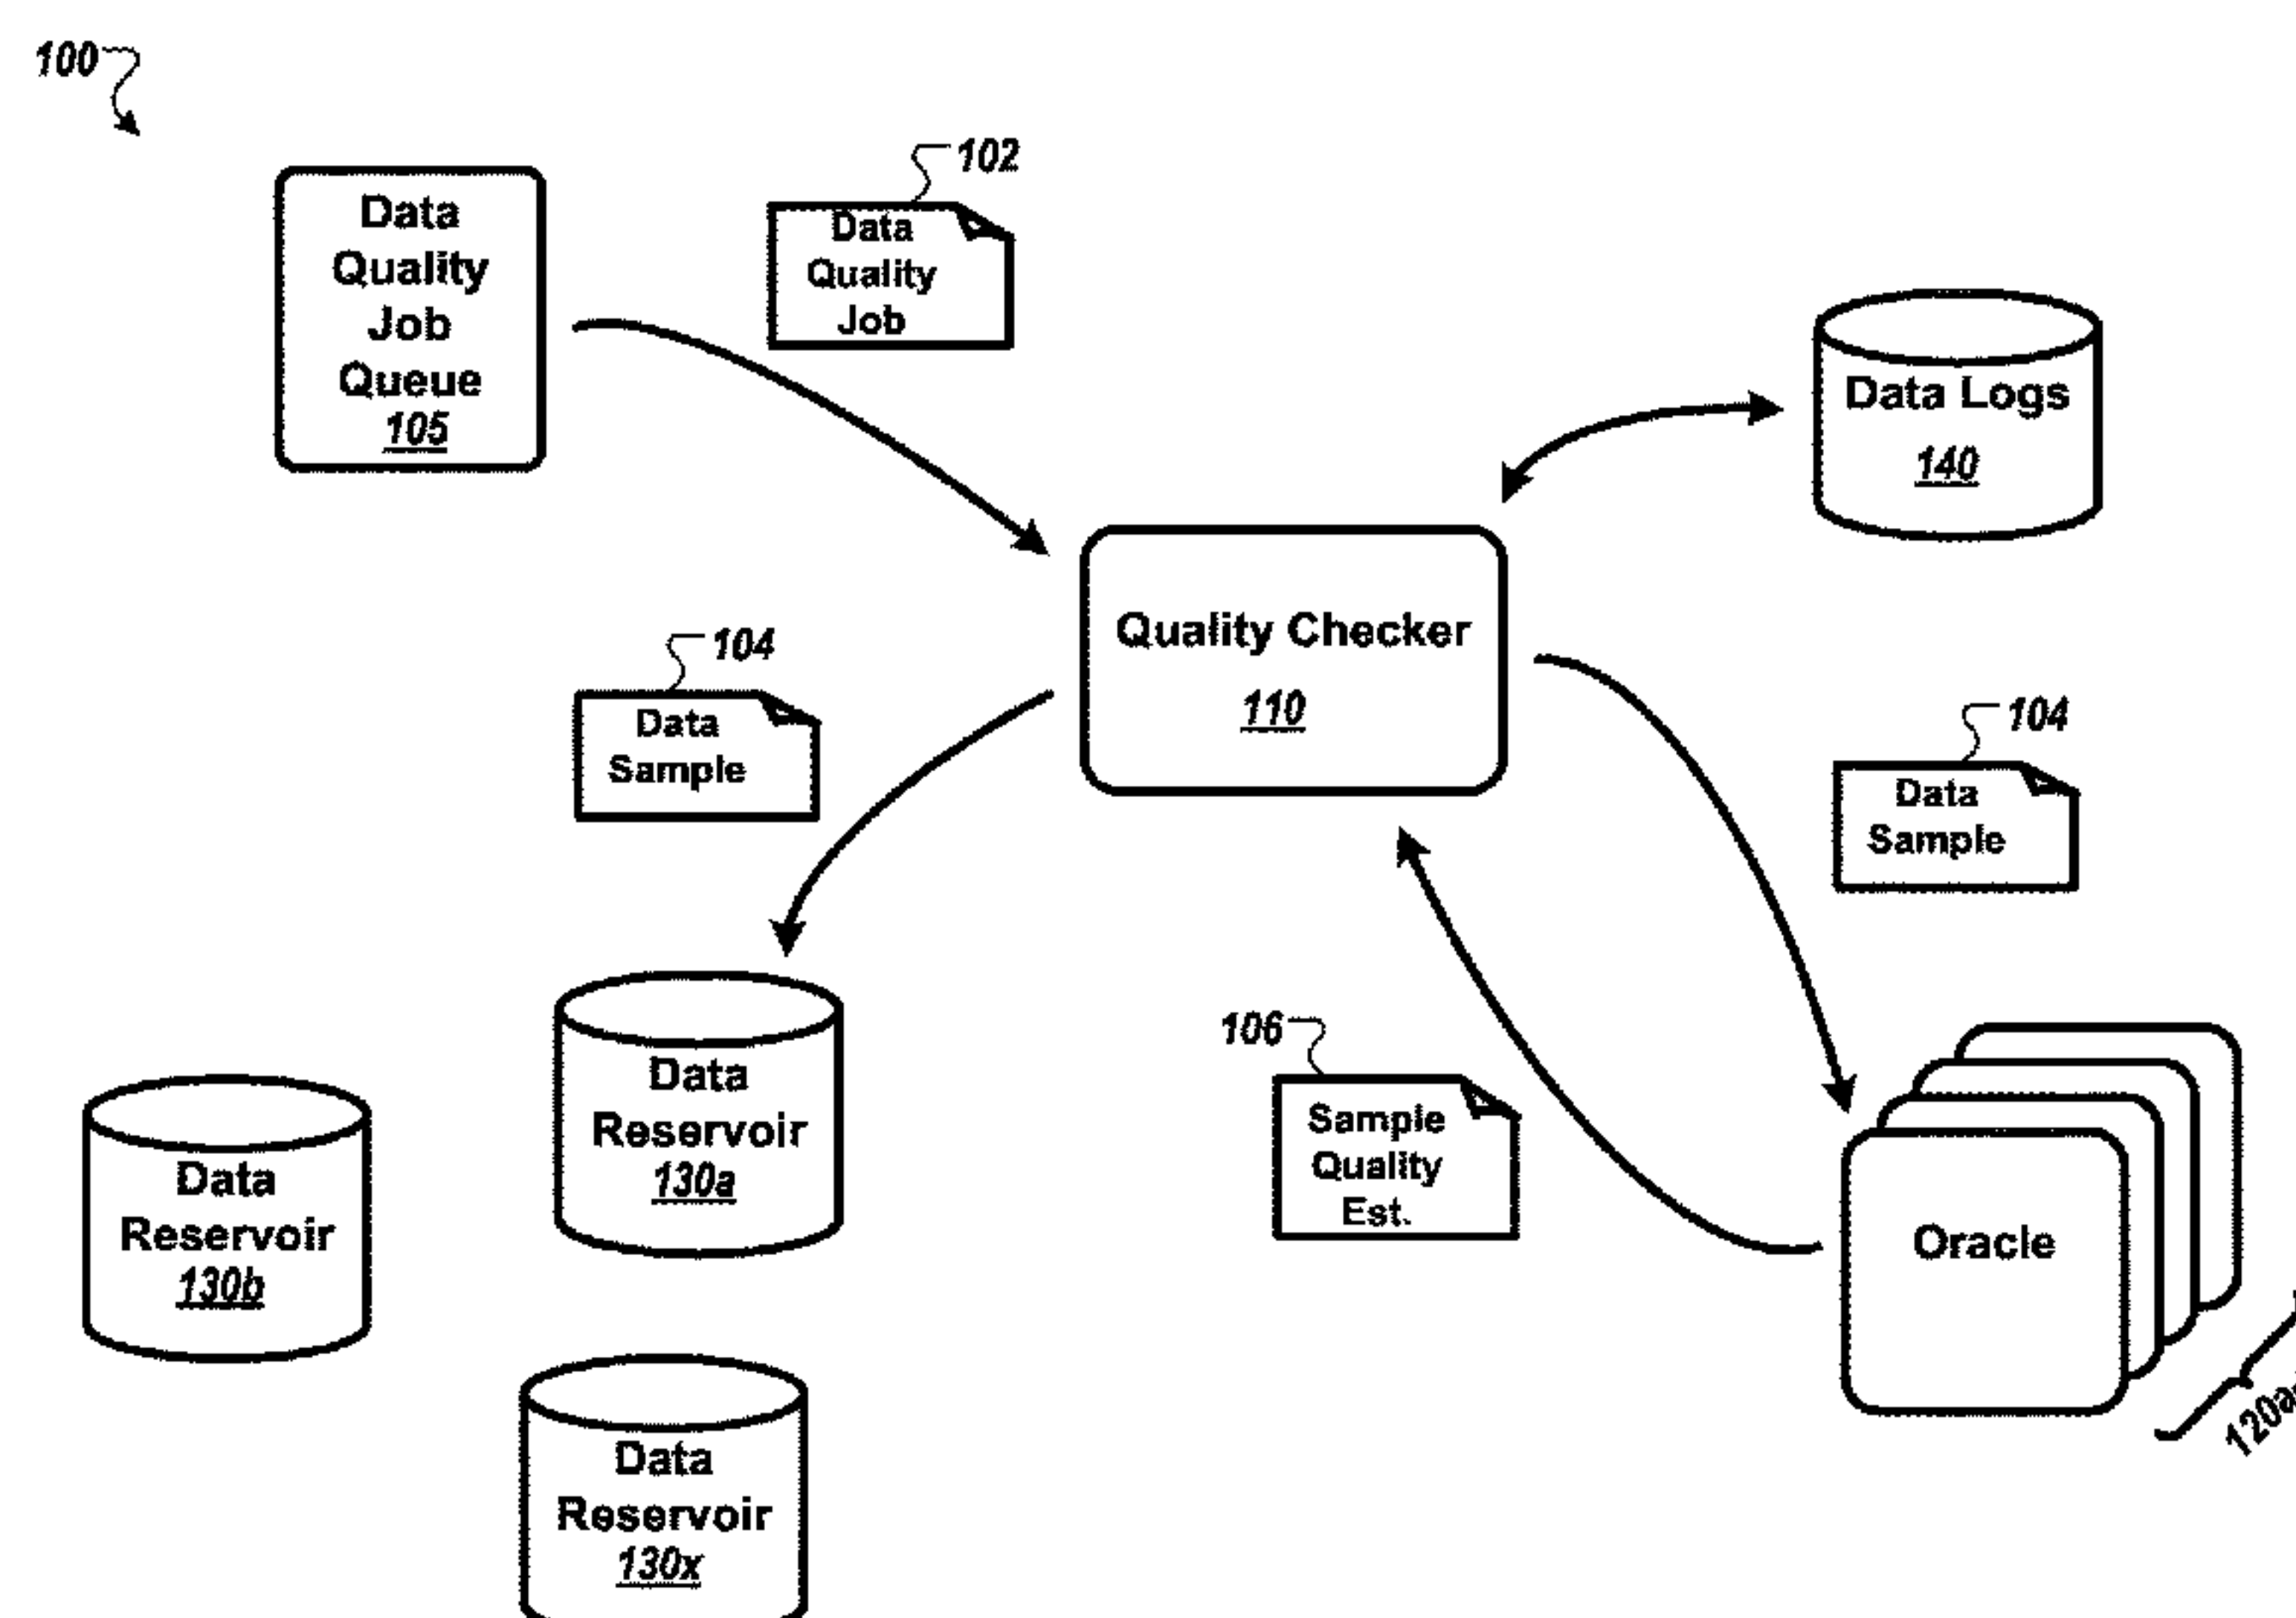 100
Data
Quality
Job
Queue
105
102
Data
Quality
Job
Data Logs
140
Quality Checker
110
104
Data
Sample
104
Data
Sample
106
Sample
Quality
Est.
Data
Reservoir
130a
Data
Reservoir
130b
Oracle
Data
Reservoir
130x